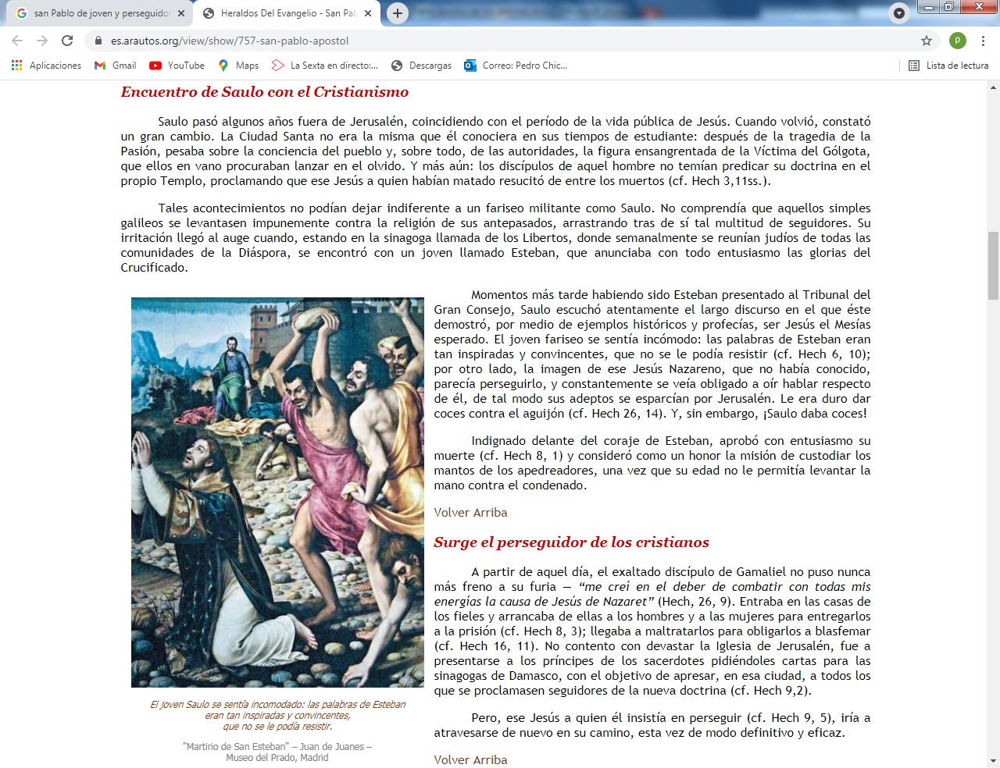 san Pablo de joven y perseguido
Heraldos Del Evangelio - San Pab
es.arautos.org/view/show/757-san-pablo-apostol
P
Aplicaciones
Gmail
YouTube
Maps
La Sexta en directo:...
Descargas
Correo: Pedro Chic...
Lista de lectura
Encuentro de Saulo con el Cristianismo
Saulo pasó algunos años fuera de Jerusalén, coincidiendo con el período de la vida pública de Jesús. Cuando volvió, constató
un gran cambio. La Ciudad Santa no era la misma que él conociera en sus tiempos de estudiante: después de la tragedia de la
Pasión, pesaba sobre la conciencia del pueblo y, sobre todo, de las autoridades, la figura ensangrentada de la Víctima del Gólgota,
que ellos en vano procuraban lanzar en el olvido. Y más aún: los discípulos de aquel hombre no temían predicar su doctrina en el
propio Templo, proclamando que ese Jesús a quien habían matado resucitó de entre los muertos (cf. Hech 3,11ss.).
Tales acontecimientos no podían dejar indiferente a un fariseo militante como Saulo. No comprendía que aquellos simples
galileos se levantasen impunemente contra la religión de sus antepasados, arrastrando tras de sí tal multitud de seguidores. Su
irritación llegó al auge cuando, estando en la sinagoga llamada de los Libertos, donde semanalmente se reunían judíos de todas las
comunidades de la Diáspora, se encontró con un joven llamado Esteban, que anunciaba con todo entusiasmo las glorias del
Crucificado.
Momentos más tarde habiendo sido Esteban presentado al Tribunal del
Gran Consejo, Saulo escuchó atentamente el largo discurso en el que éste
demostró, por medio de ejemplos históricos y profecías, ser Jesús el Mesías
esperado. El joven fariseo se sentía incómodo: las palabras de Esteban eran
tan inspiradas y convincentes, que no se le podía resistir (cf. Hech 6, 10);
por otro lado, la imagen de ese Jesús Nazareno, que no había conocido,
parecía perseguirlo, y constantemente se veía obligado a oír hablar respecto
de él, de tal modo sus adeptos se esparcían por Jerusalén. Le era duro dar
coces contra el aguijón (cf. Hech 26, 14). Y, sin embargo, ¡Saulo daba coces!
Indignado delante del coraje de Esteban, aprobó con entusiasmo su
muerte (cf. Hech 8, 1) y consideró como un honor la misión de custodiar los
mantos de los apedreadores, una vez que su edad no le permitía levantar la
mano contra el condenado.
Volver Arriba
Surge el perseguidor de los cristianos
A partir de aquel día, el exaltado discípulo de Gamaliel no puso nunca
más freno a su furia — “me creí en el deber de combatir con todas mis
energías la causa de Jesús de Nazaret” (Hech, 26, 9). Entraba en las casas de
los fieles y arrancaba de ellas a los hombres y a las mujeres para entregarlos
a la prisión (cf. Hech 8, 3); llegaba a maltratarlos para obligarlos a blasfemar
(cf. Hech 16, 11). No contento con devastar la Iglesia de Jerusalén, fue a
presentarse a los príncipes de los sacerdotes pidiéndoles cartas para las
sinagogas de Damasco, con el objetivo de apresar, en esa ciudad, a todos los
que se proclamasen seguidores de la nueva doctrina (cf. Hech 9,2).
Pero, ese Jesús a quien él insistía en perseguir (cf. Hech 9, 5), iría a
atravesarse de nuevo en su camino, esta vez de modo definitivo y eficaz.
Volver Arriba
El joven Saulo se sentía incomodado: las palabras de Esteban
eran tan inspiradas y convincentes,
que no se le podía resistir.
"Martirio de San Esteban" – Juan de Juanes –
Museo del Prado, Madrid